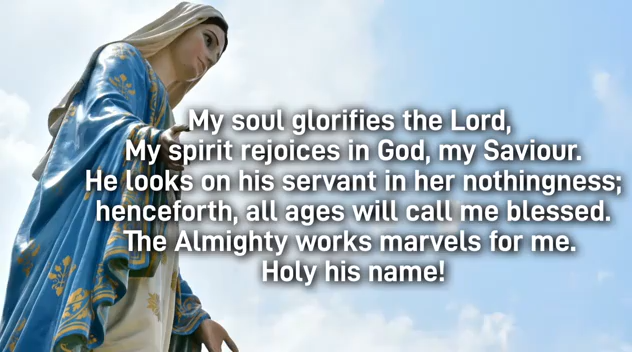 My soul glorifies the Lord,
My spirit rejoices in God, my Saviour.
He looks on his servant in her nothingness;
henceforth, all ages will call me blessed.
The Almighty works marvels for me.
Holy his name!